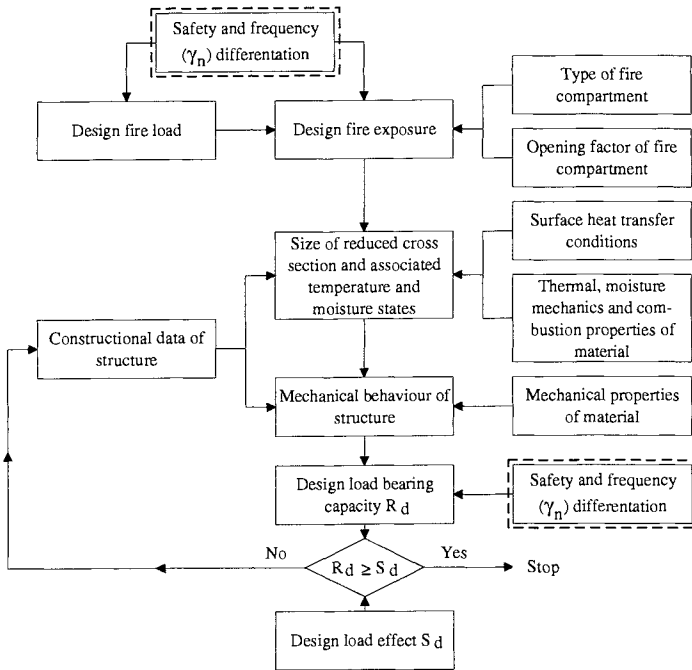 Safety and frequency
(γn) differentation
Type of fire
compartment
Design fire load
Design fire exposure
Opening factor of fire
compartment
Surface heat transfer
conditions
Size of reduced cross
section and associated
temperature and
moisture states
Thermal, moisture
mechanics and com-
bustion properties of
material
Constructional data of
structure
Mechanical behaviour of
structure
Mechanical properties
of material
Design load bearing
capacity R d
Safety and frequency
(γn) differentation
No
R d ≥ S d
Yes
Stop
Design load effect S d